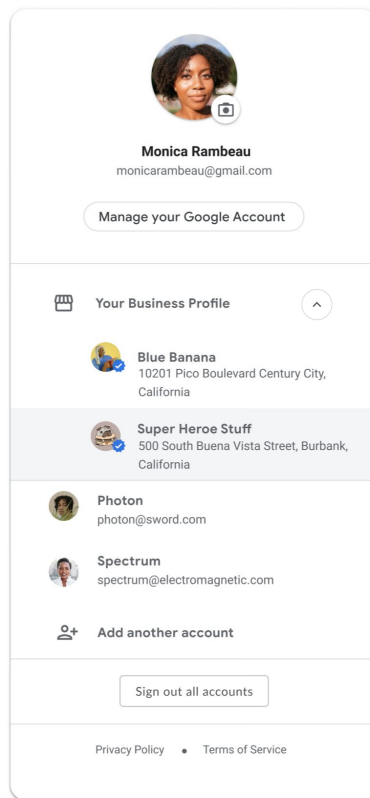 Monica Rambeau
monicarambeau@gmail.com
Manage your Google Account
Your Business Profile
Blue Banana
10201 Pico Boulevard Century City,
California
Super Heroe Stuff
500 South Buena Vista Street, Burbank,
California
Photon
photon@sword.com
Spectrum
spectrum@electromagnetic.com
Add another account
Sign out all accounts
Privacy Policy • Terms of Service